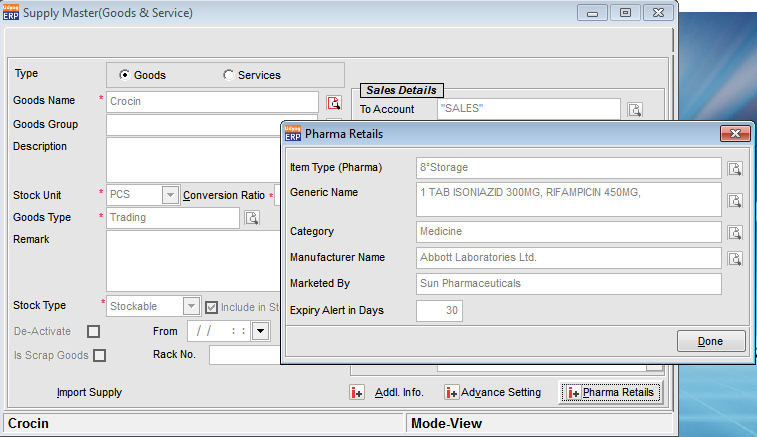 Udyog
ERP Supply Master(Goods & Service)
Type Goods Services
Goods Name * Crocin
Goods Group
Description
Stock Unit * PCS Conversion Ratio *
Goods Type * Trading
Remark
Stock Type * Stockable Include in St
De-Activate From / / : :
Is Scrap Goods Rack No.
Import Supply
Sales Details
To Account "SALES"
Udyog
ERP Pharma Retails
Item Type (Pharma) 8°Storage
Generic Name 1 TAB ISONIAZID 300MG, RIFAMPICIN 450MG,
Category Medicine
Manufacturer Name Abbott Laboratories Ltd.
Marketed By Sun Pharmaceuticals
Expiry Alert in Days 30
Done
Addl. Info. Advance Setting Pharma Retails
Crocin Mode-View